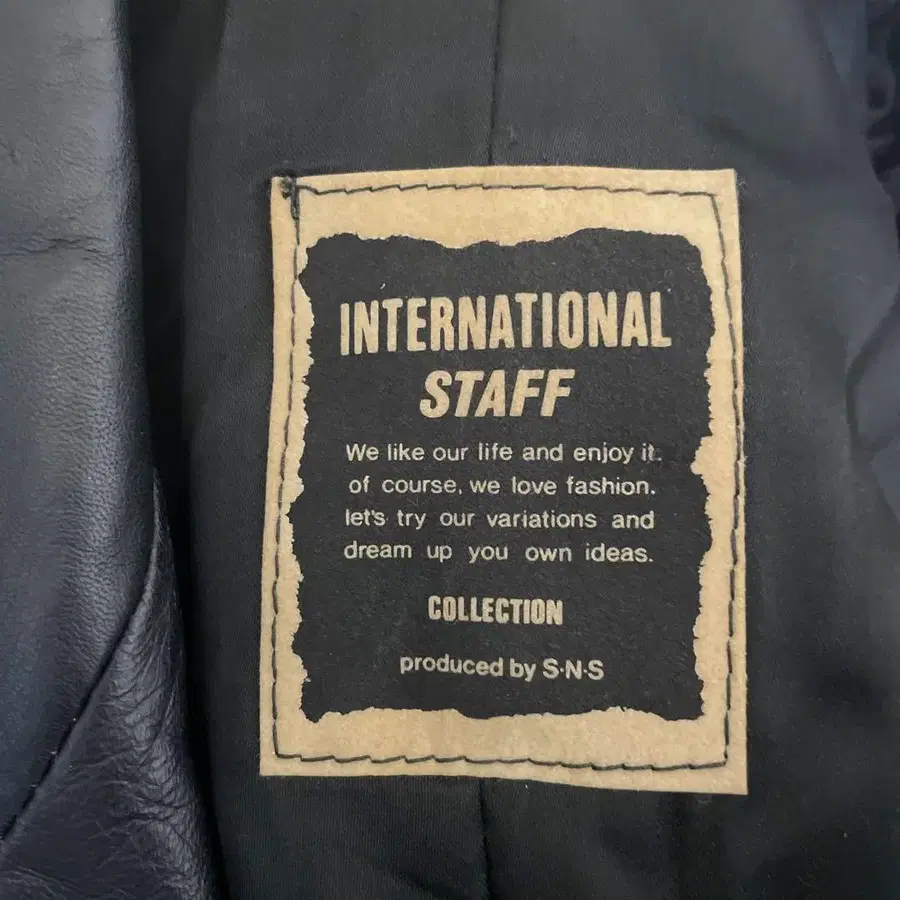 INTERNATIONAL
STAFF
We like our life and enjoy it.
of course, we love fashion.
let's try our variations and
dream up you own ideas.
COLLECTION
produced by S·N·S